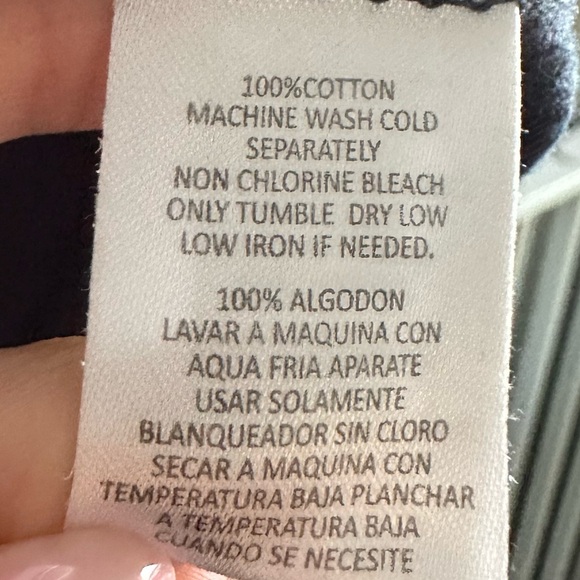 100%COTTON
MACHINE WASH COLD
SEPARATELY
NON CHLORINE BLEACH
ONLY TUMBLE DRY LOW
LOW IRON IF NEEDED.
100% ALGODON
LAVAR A MAQUINA CON
AQUA FRIA APARATE
USAR SOLAMENTE
BLANQUEADOR SIN CLORO
SECAR A MAQUINA CON
TEMPERATURA BAJA PLANCHAR
A TEMPERATURA BAJA
CUANDO SE NECESITE